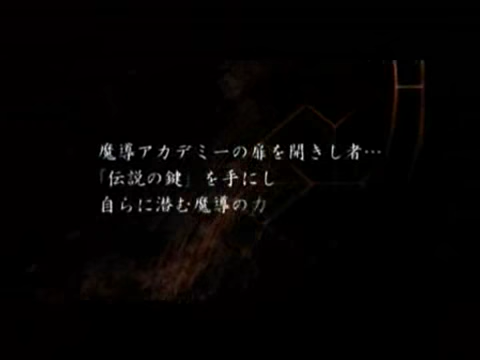 魔導アカデミーの扉を開きし者…
「伝説の鍵」を手にし
自らに潜む魔導の力